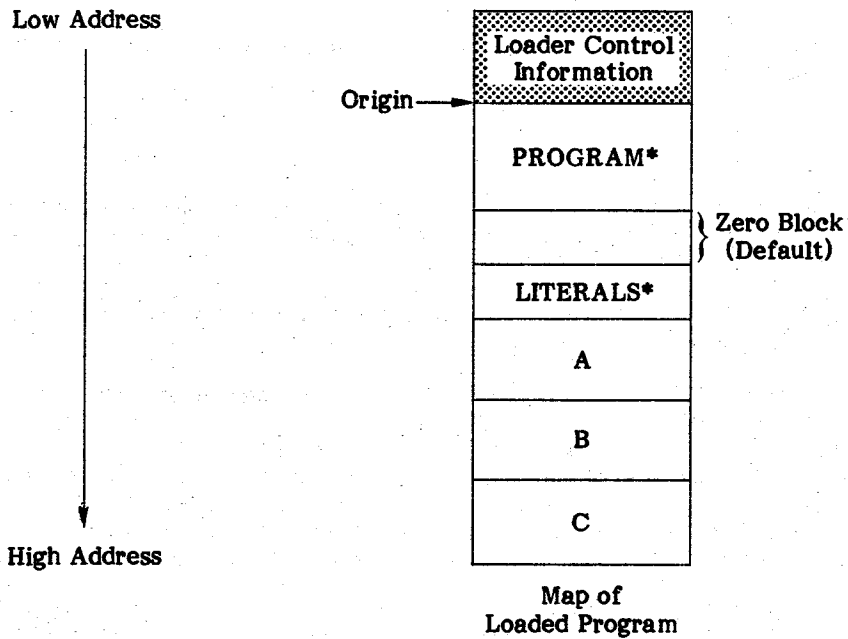 Low Address
Loader Control
Information
Origin
PROGRAM*
Zero Block
(Default)
LITERALS*
A
B
C
High Address
Map of
Loaded Program